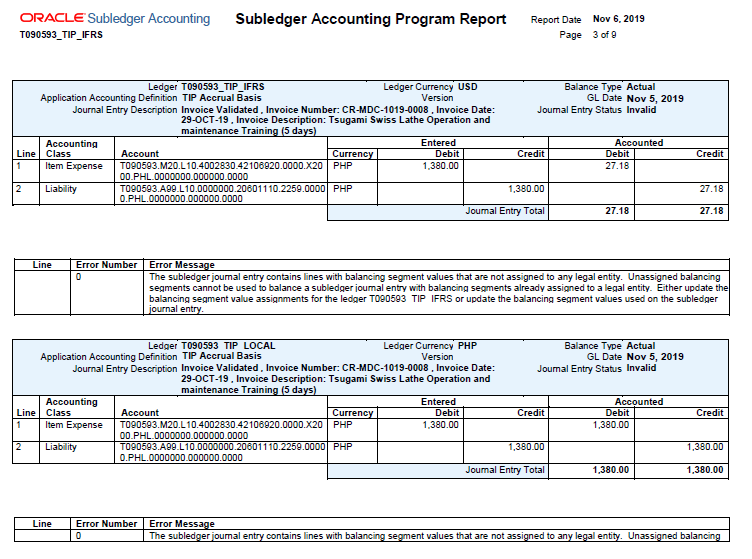 ORACLE Subledger Accounting Subledger Accounting Program Report Report Date Nov 6, 2019
T090593_TIP_IFRS Page 3 of 9
Ledger T090593_TIP_IFRS Ledger Currency USD Balance Type Actual
Application Accounting Definition TIP Accrual Basis Version GL Date Nov 5, 2019
Journal Entry Description Invoice Validated , Invoice Number: CR-MDC-1019-0008 , Invoice Date: Journal Entry Status Invalid
29-OCT-19 , Invoice Description: Tsugami Swiss Lathe Operation and
maintenance Training (5 days)
Accounting Entered Accounted
Line Class Account Currency Debit Credit Debit Credit
1 Item Expense T090593.M20.L10.4002830.42106920.0000.X20 PHP 1,380.00 27.18
00.PHL.0000000.000000.0000
2 Liability T090593.A99.L10.0000000.20601110.2259.0000 PHP 1,380.00 27.18
0.PHL.0000000.000000.0000
Journal Entry Total 27.18 27.18
Line Error Number Error Message
0 The subledger journal entry contains lines with balancing segment values that are not assigned to any legal entity. Unassigned balancing
segments cannot be used to balance a subledger journal entry with balancing segments already assigned to a legal entity. Either update the
balancing segment value assignments for the ledger T090593_TIP_IFRS or update the balancing segment values used on the subledger
journal entry.
Ledger T090593_TIP_LOCAL Ledger Currency PHP Balance Type Actual
Application Accounting Definition TIP Accrual Basis Version GL Date Nov 5, 2019
Journal Entry Description Invoice Validated , Invoice Number: CR-MDC-1019-0008 , Invoice Date: Journal Entry Status Invalid
29-OCT-19 , Invoice Description: Tsugami Swiss Lathe Operation and
maintenance Training (5 days)
Accounting Entered Accounted
Line Class Account Currency Debit Credit Debit Credit
1 Item Expense T090593.M20.L10.4002830.42106920.0000.X20 PHP 1,380.00 1,380.00
00.PHL.0000000.000000.0000
2 Liability T090593.A99.L10.0000000.20601110.2259.0000 PHP 1,380.00 1,380.00
0.PHL.0000000.000000.0000
Journal Entry Total 1,380.00 1,380.00
Line Error Number Error Message
0 The subledger journal entry contains lines with balancing segment values that are not assigned to any legal entity. Unassigned balancing